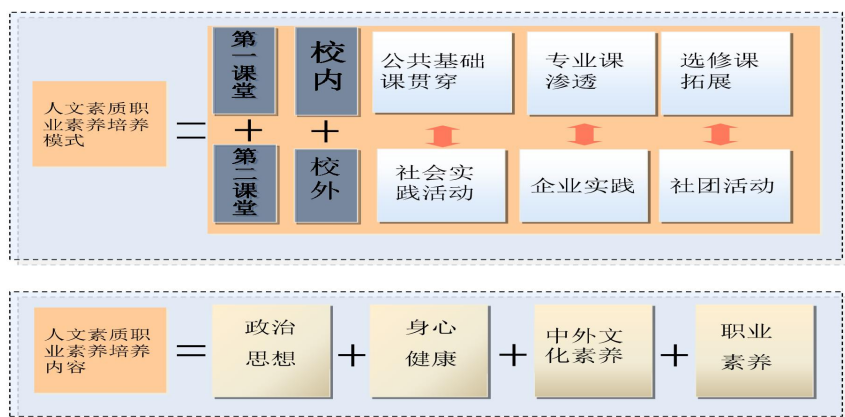 人文素质职
业素养培养
模式
=
第一课堂
+
第二课堂
校内
+
校外
公共基础
课贯穿
专业课
渗透
选修课
拓展
社会实
践活动
企业实践
社团活动
人文素质职
业素养培养
内容
=
政治
思想
+
身心
健康
+
中外文
化素养
+
职业
素养